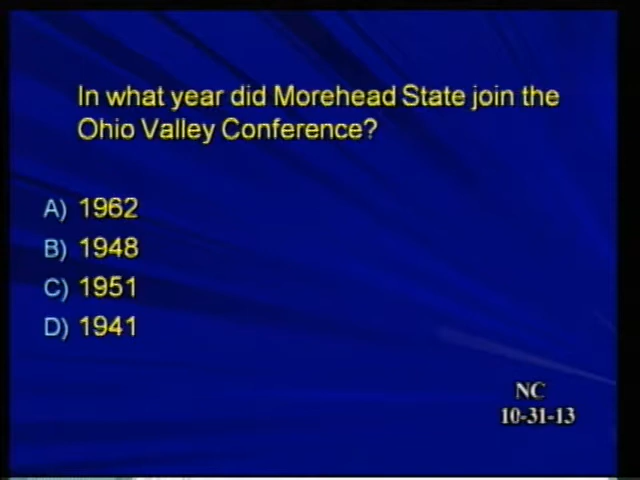 In what year did Morehead State join the
Ohio Valley Conference?
A) 1962
B) 1948
C) 1951
D) 1941
NC
10-31-13